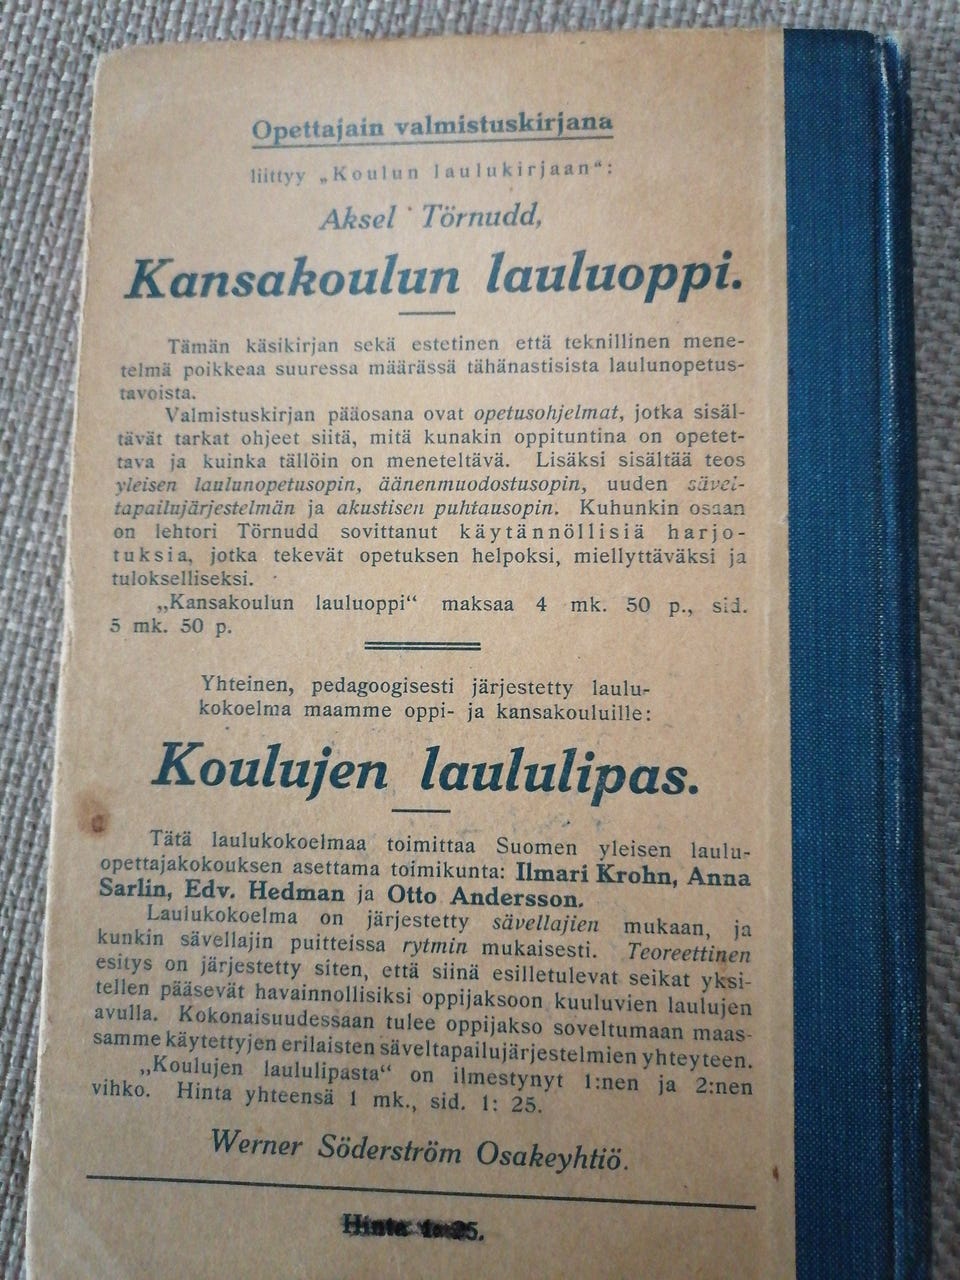 Opettajain valmistuskirjana
liittyy „Koulun laulukirjaan“:
Aksel Törnudd,
Kansakoulun lauluoppi.
Tämän käsikirjan sekä estetinen että teknillinen mene-
telmä poikkeaa suuressa määrässä tähänastisista laulunopetus-
tavoista.
Valmistuskirjan pääosana ovat opetusohjelmat, jotka sisäl-
tävät tarkat ohjeet siitä, mitä kunakin oppituntina on opetet-
tava ja kuinka tällöin on meneteltävä. Lisäksi sisältää teos
yleisen laulunopetusopin, äänenmuodostusopin, uuden sävel-
tapailujärjestelmän ja akustisen puhtausopin. Kuhunkin osaan
on lehtori Törnudd sovittanut käytännöllisiä harjo-
tuksia, jotka tekevät opetuksen helpoksi, miellyttäväksi ja
tulokselliseksi.
„Kansakoulun lauluoppi“ maksaa 4 mk. 50 p., sid.
5 mk. 50 p.
Yhteinen, pedagoogisesti järjestetty laulu-
kokoelma maamme oppi- ja kansakouluille:
Koulujen laululipas.
Tätä laulukokoelmaa toimittaa Suomen yleisen laulu-
opettajakokouksen asettama toimikunta: Ilmari Krohn, Anna
Sarlin, Edv. Hedman ja Otto Andersson.
Laulukokoelma on järjestetty sävellajien mukaan, ja
kunkin sävellajin puitteissa rytmin mukaisesti. Teoreettinen
esitys on järjestetty siten, että siinä esilletulevat seikat yksi-
tellen pääsevät havainnollisiksi oppijaksoon kuuluvien laulujen
avulla. Kokonaisuudessaan tulee oppijakso soveltumaan maas-
samme käytettyjen erilaisten säveltapailujärjestelmien yhteyteen.
„Koulujen laululipasta“ on ilmestynyt 1:nen ja 2:nen
vihko. Hinta yhteensä 1 mk., sid. 1: 25.
Werner Söderström Osakeyhtiö.
Hinta